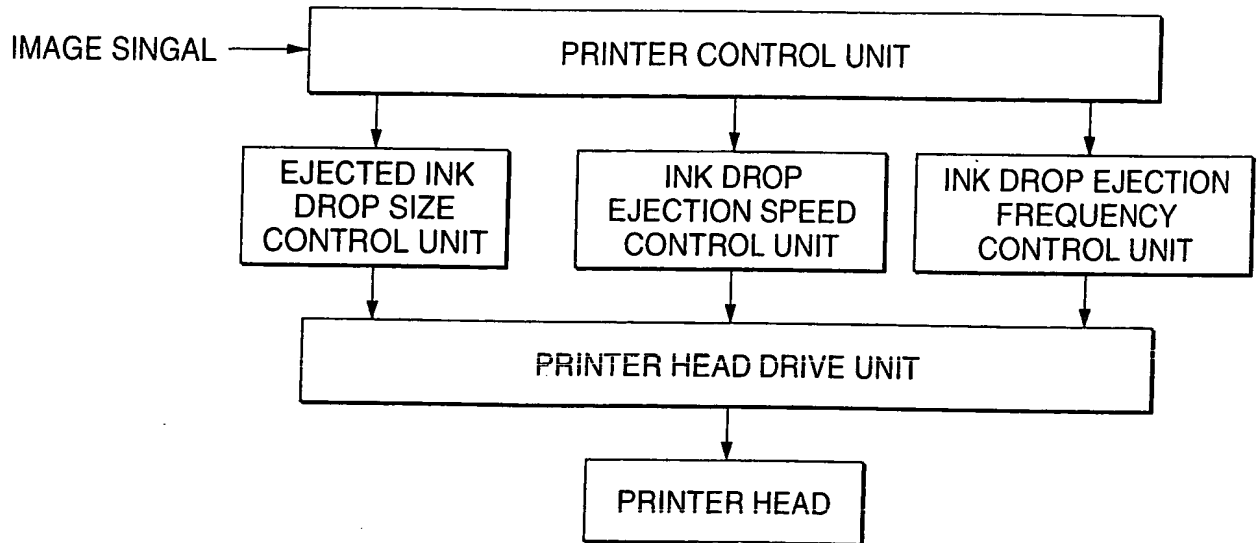 IMAGE SINGAL
PRINTER CONTROL UNIT
EJECTED INK
DROP SIZE
CONTROL UNIT
INK DROP
EJECTION SPEED
CONTROL UNIT
INK DROP EJECTION
FREQUENCY
CONTROL UNIT
PRINTER HEAD DRIVE UNIT
PRINTER HEAD